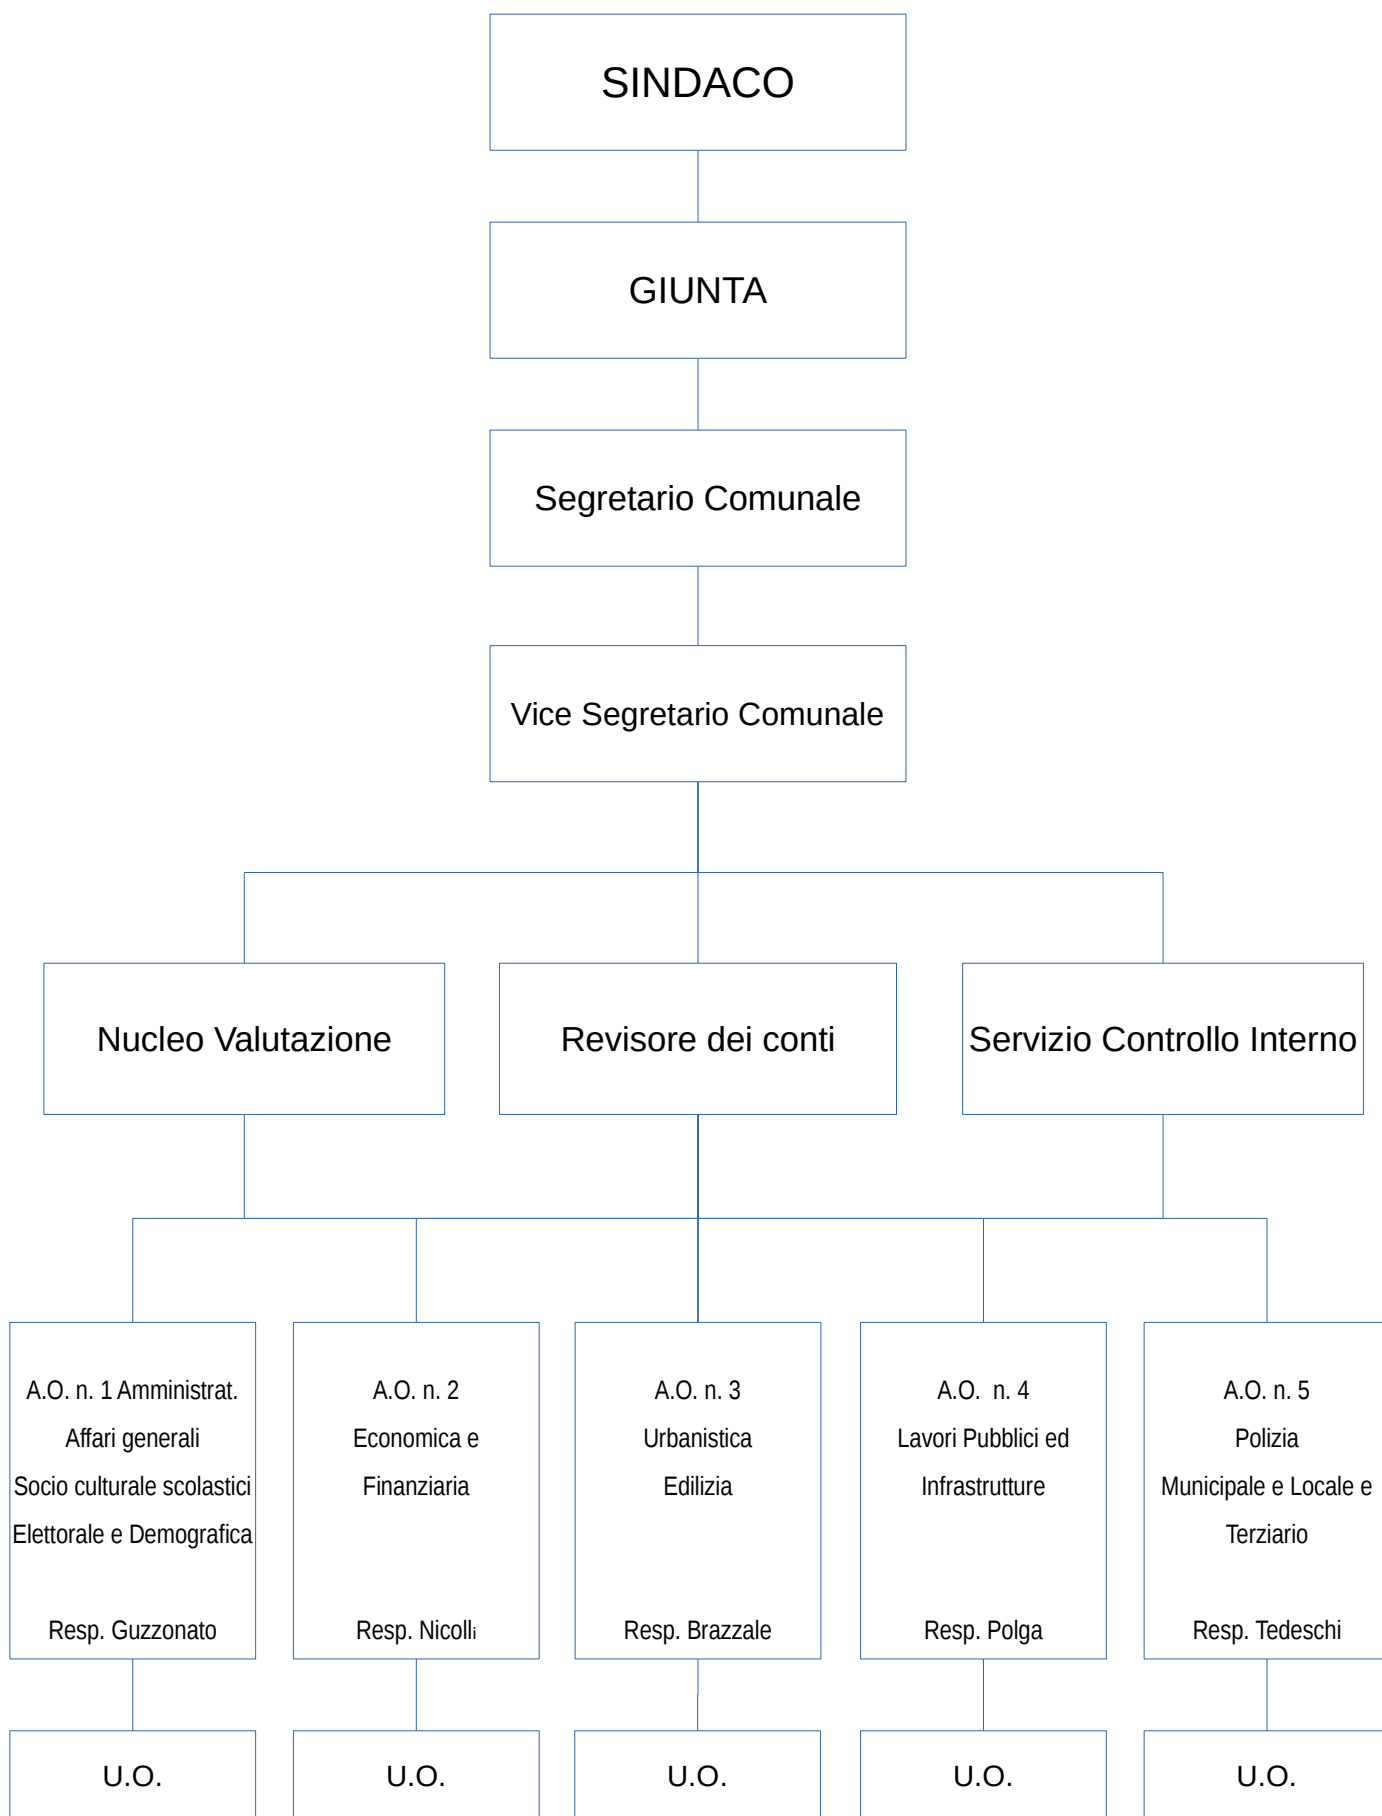 SINDACO
GIUNTA
Segretario Comunale
Vice Segretario Comunale
Nucleo Valutazione
Revisore dei conti
Servizio Controllo Interno
A.O. n. 1 Amministrat.
Affari generali
Socio culturale scolastici
Elettorale e Demografica
Resp. Guzzonato
A.O. n. 2
Economica e
Finanziaria
Resp. Nicolli
A.O. n. 3
Urbanistica
Edilizia
Resp. Brazzale
A.O. n. 4
Lavori Pubblici ed
Infrastrutture
Resp. Polga
A.O. n. 5
Polizia
Municipale e Locale e
Terziario
Resp. Tedeschi
U.O.
U.O.
U.O.
U.O.
U.O.